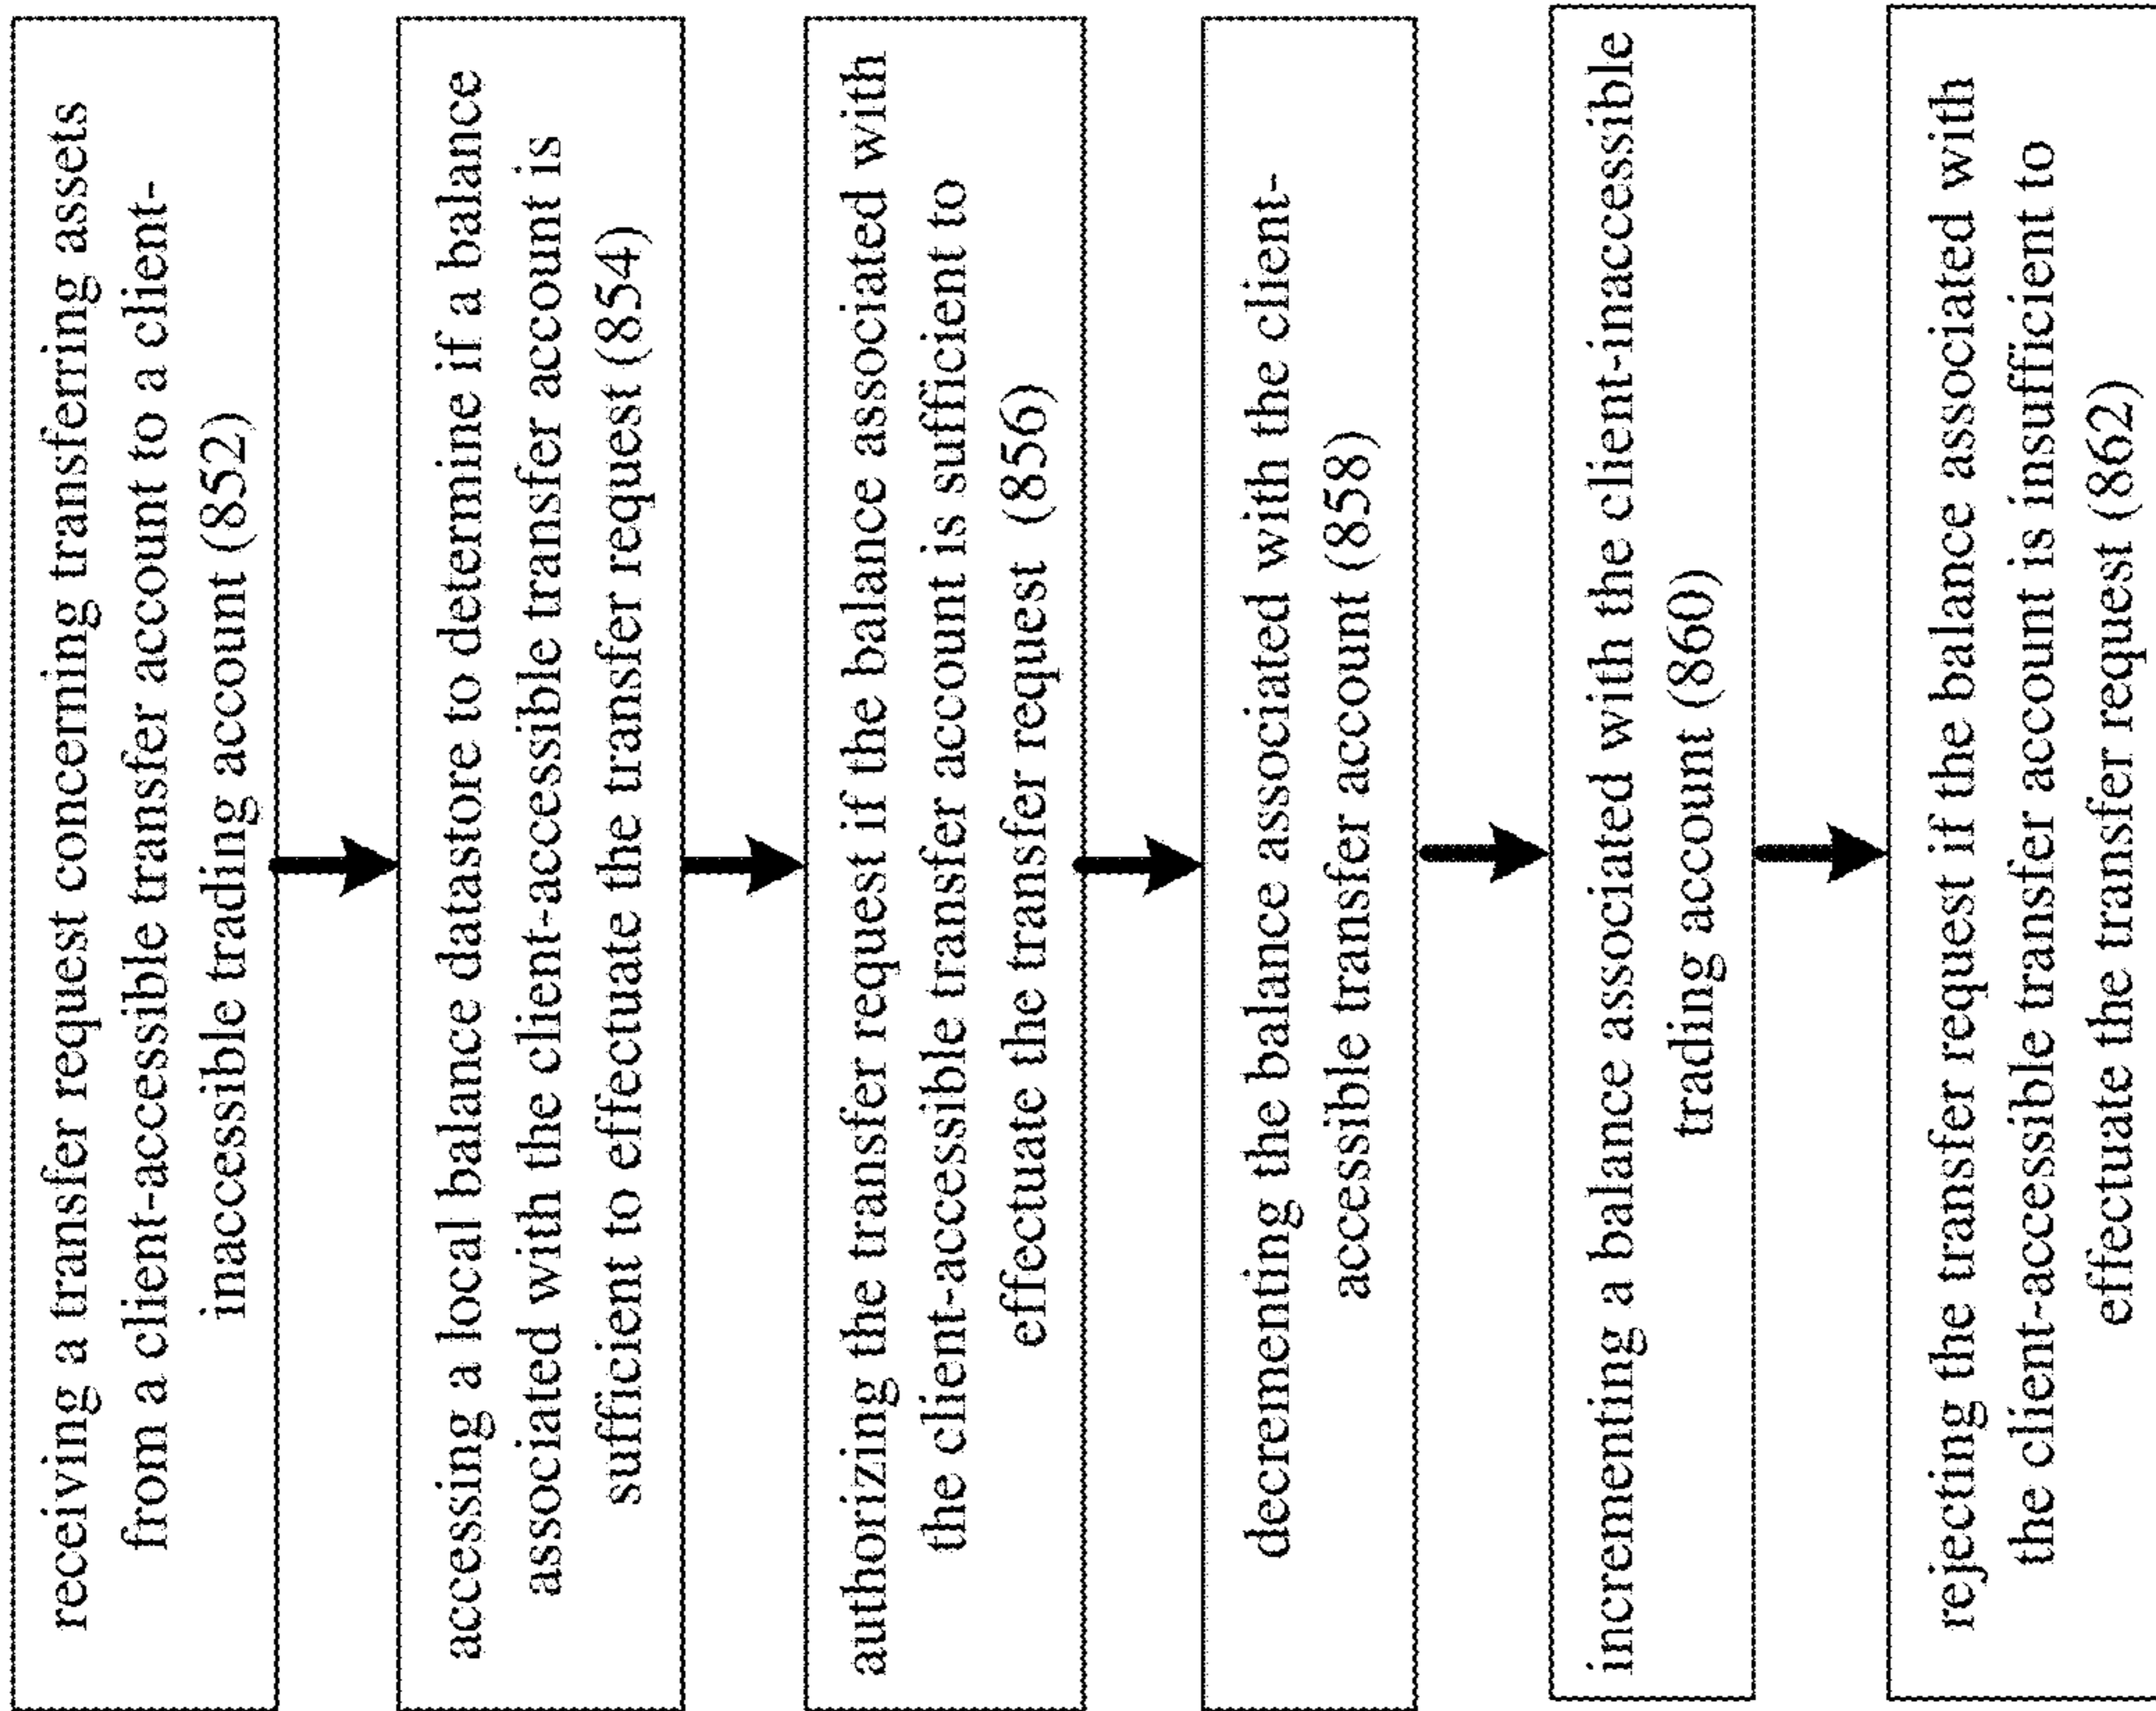 receiving a transfer request concerning transferring assets
from a client-accessible transfer account to a client-
inaccessible trading account (852)
accessing a local balance datastore to determine if a balance
associated with the client-accessible transfer account is
sufficient to effectuate the transfer request (854)
authorizing the transfer request if the balance associated with
the client-accessible transfer account is sufficient to
effectuate the transfer request (856)
decrementing the balance associated with the client-
accessible transfer account (858)
incrementing a balance associated with the client-inaccessible
trading account (860)
rejecting the transfer request if the balance associated with
the client-accessible transfer account is insufficient to
effectuate the transfer request (862)